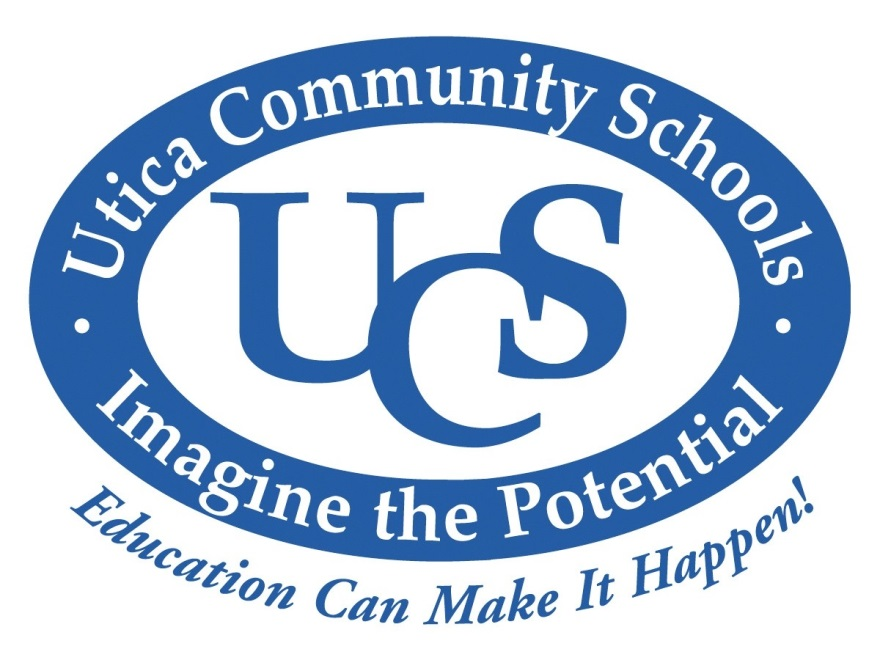 Utica Community Schools
UCS
Imagine the Potential
Education Can Make It Happen!